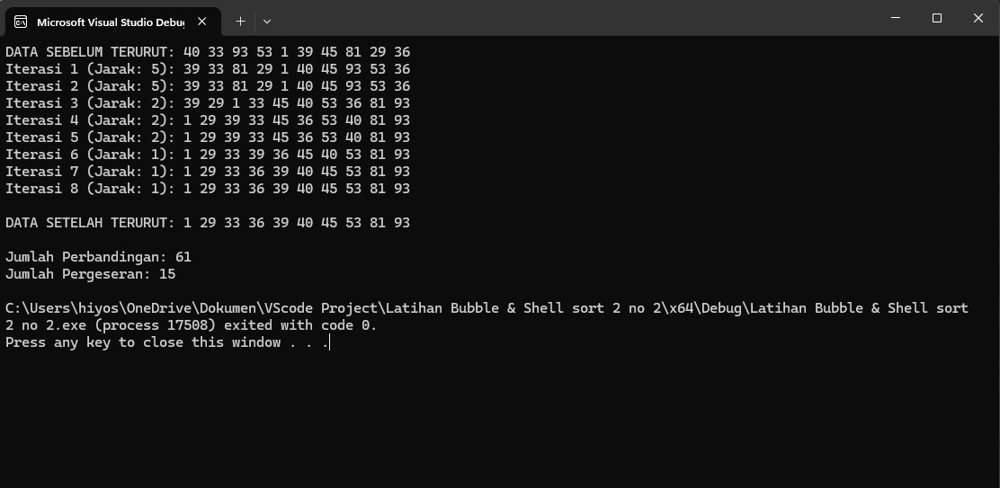 Microsoft Visual Studio Debug
DATA SEBELUM TERURUT: 40 33 93 53 1 39 45 81 29 36
Iterasi 1 (Jarak: 5): 39 33 81 29 1 40 45 93 53 36
Iterasi 2 (Jarak: 5): 39 33 81 29 1 40 45 93 53 36
Iterasi 3 (Jarak: 2): 39 29 1 33 45 40 53 36 81 93
Iterasi 4 (Jarak: 2): 1 29 39 33 45 36 53 40 81 93
Iterasi 5 (Jarak: 2): 1 29 39 33 45 36 53 40 81 93
Iterasi 6 (Jarak: 1): 1 29 33 39 36 45 40 53 81 93
Iterasi 7 (Jarak: 1): 1 29 33 36 39 40 45 53 81 93
Iterasi 8 (Jarak: 1): 1 29 33 36 39 40 45 53 81 93
DATA SETELAH TERURUT: 1 29 33 36 39 40 45 53 81 93
Jumlah Perbandingan: 61
Jumlah Pergeseran: 15
C:\Users\hiyos\OneDrive\Dokumen\VScode Project\Latihan Bubble & Shell sort 2 no 2\x64\Debug\Latihan Bubble & Shell sort
2 no 2.exe (process 17508) exited with code 0.
Press any key to close this window . . .